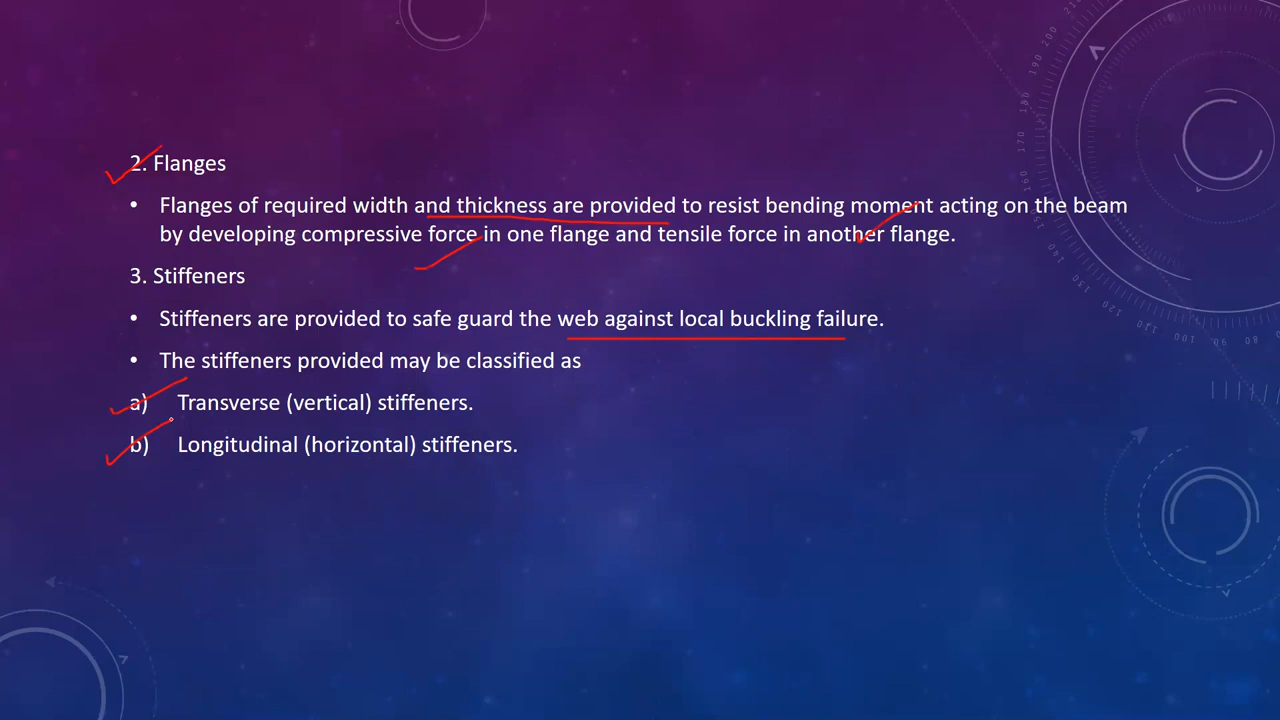 2. Flanges
• Flanges of required width and thickness are provided to resist bending moment acting on the beam
by developing compressive force in one flange and tensile force in another flange.
3. Stiffeners
• Stiffeners are provided to safe guard the web against local buckling failure.
• The stiffeners provided may be classified as
a) Transverse (vertical) stiffeners.
b) Longitudinal (horizontal) stiffeners.